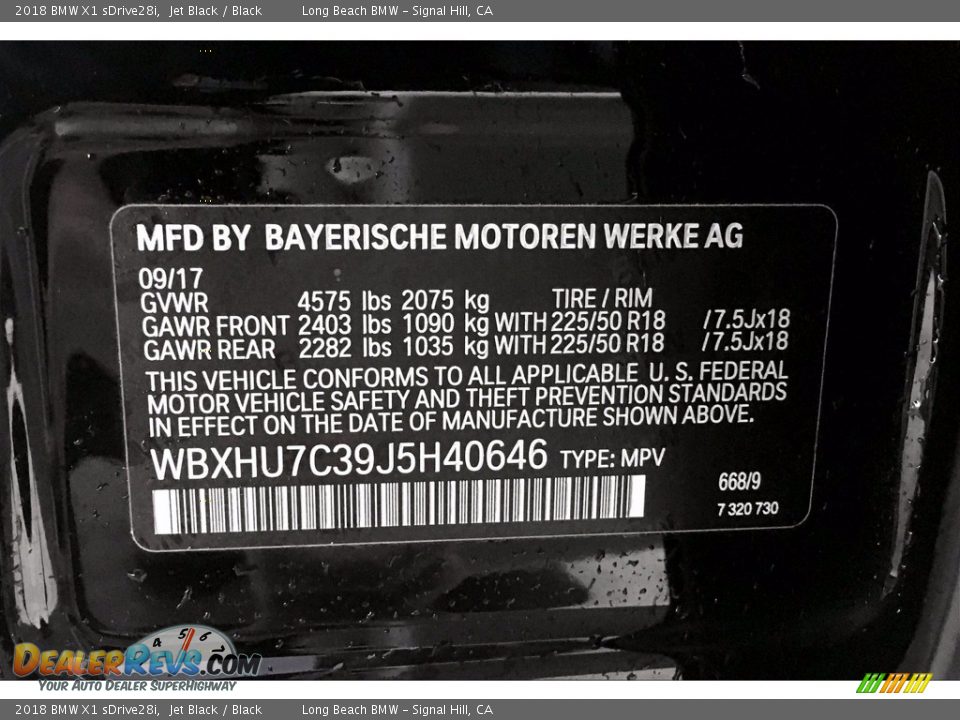 2018 BMW X1 sDrive28i, Jet Black / Black Long Beach BMW - Signal Hill, CA
MFD BY BAYERISCHE MOTOREN WERKE AG
09/17
GVWR 4575 lbs 2075 kg TIRE / RIM
GAWR FRONT 2403 lbs 1090 kg WITH 225/50 R18 /7.5Jx18
GAWR REAR 2282 lbs 1035 kg WITH 225/50 R18 /7.5Jx18
THIS VEHICLE CONFORMS TO ALL APPLICABLE U. S. FEDERAL
MOTOR VEHICLE SAFETY AND THEFT PREVENTION STANDARDS
IN EFFECT ON THE DATE OF MANUFACTURE SHOWN ABOVE.
WBXHU7C39J5H40646 TYPE: MPV
668/9
7 320 730
4 5 6 7
DEALERREVS.COM
YOUR AUTO DEALER SUPERHIGHWAY
2018 BMW X1 sDrive28i, Jet Black / Black Long Beach BMW - Signal Hill, CA